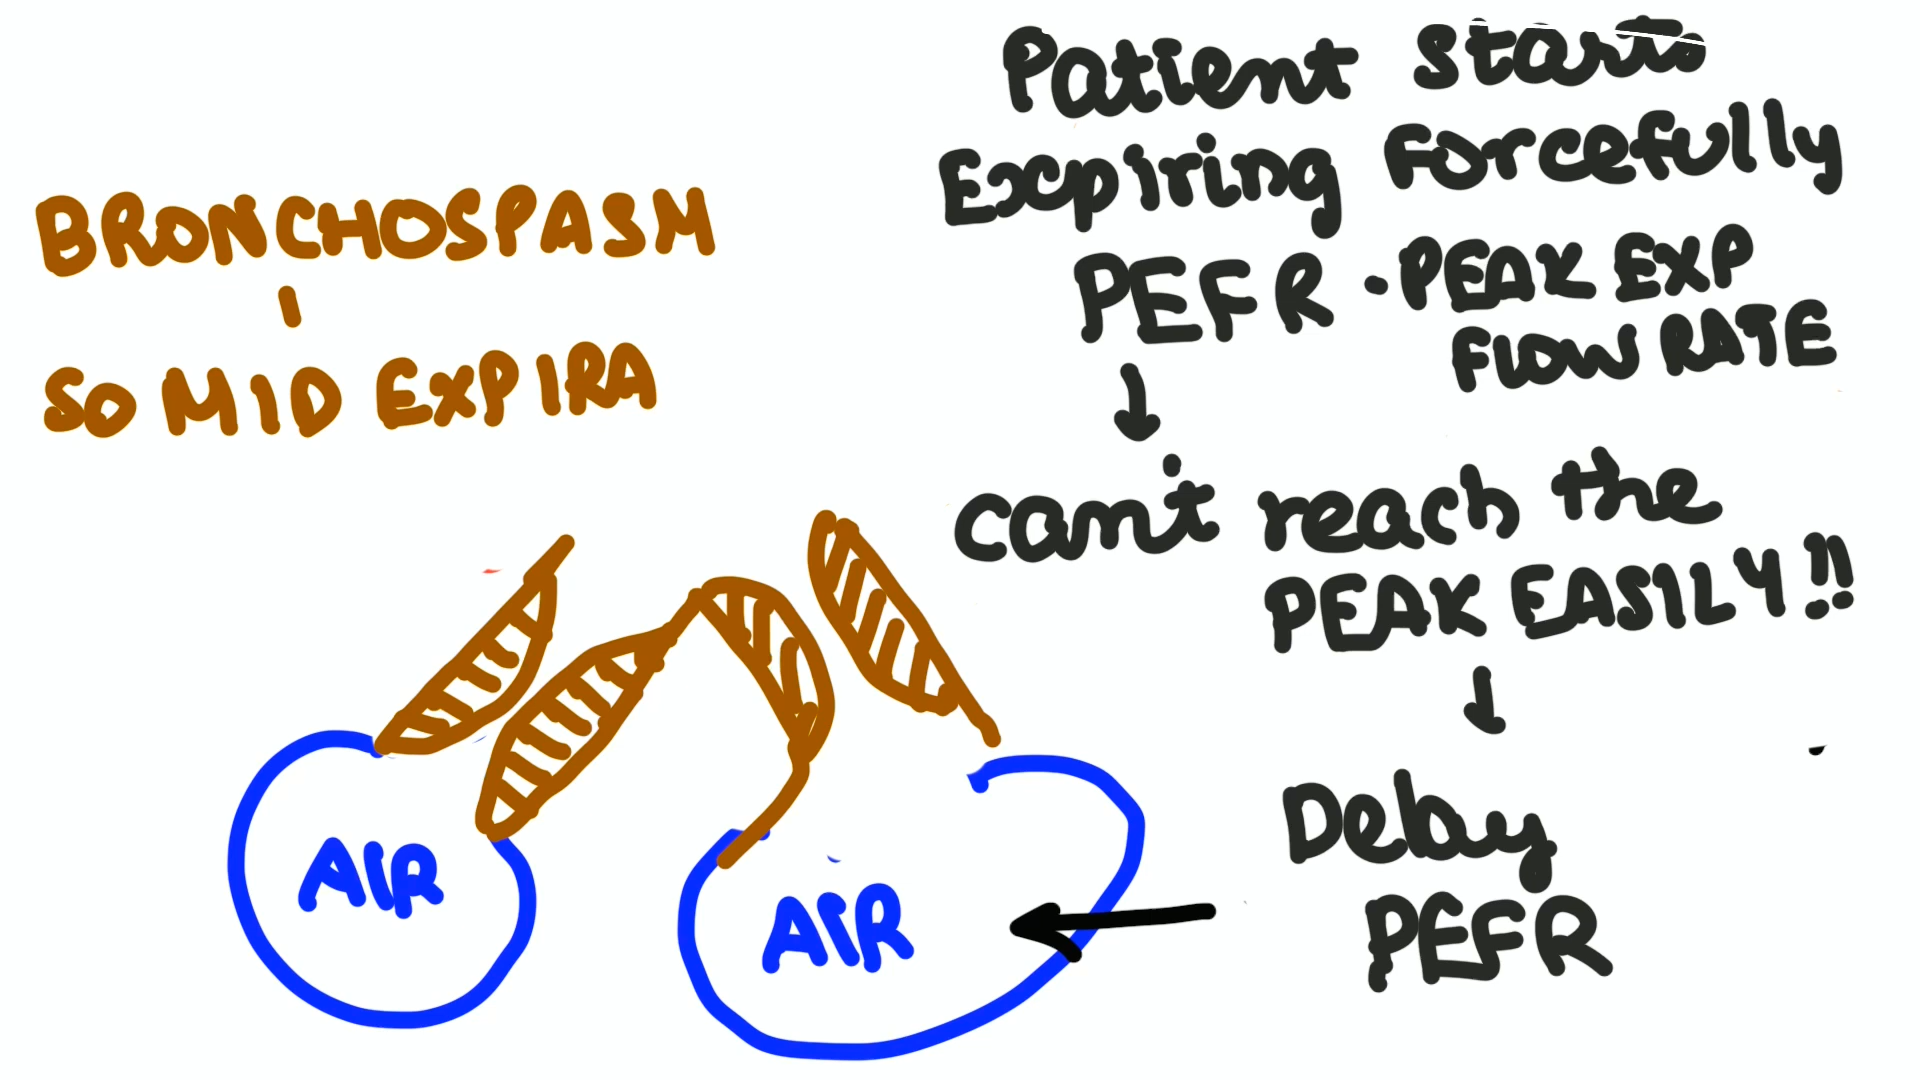 BRONCHOSPASM
SO MID EXPIRA
AIR
AIR
Patient starts
Expiring Forcefully
PEFR · PEAK EXP
FLOW RATE
can't reach the
PEAK EASILY!!
Delay
PEFR